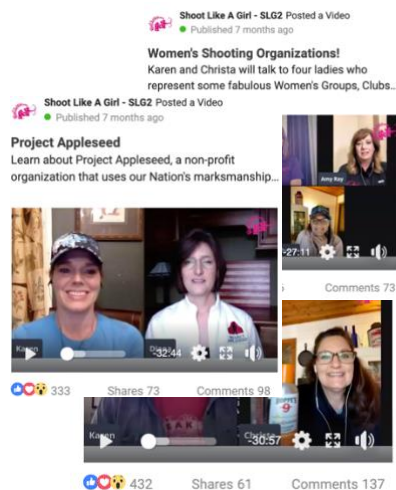 Shoot Like A Girl - SLG2 Posted a Video
Published 7 months ago
Women's Shooting Organizations!
Karen and Christa will talk to four ladies who
represent some fabulous Women's Groups, Clubs..
Shoot Like A Girl - SLG2 Posted a Video
Published 7 months ago
Project Appleseed
Learn about Project Appleseed, a non-profit
organization that uses our Nation's marksmanship...
Amy Ray
-27:11
Comments 73
Karen
-32:44
333 Shares 73 Comments 98
9
Karen
-30:57
432 Shares 61 Comments 137